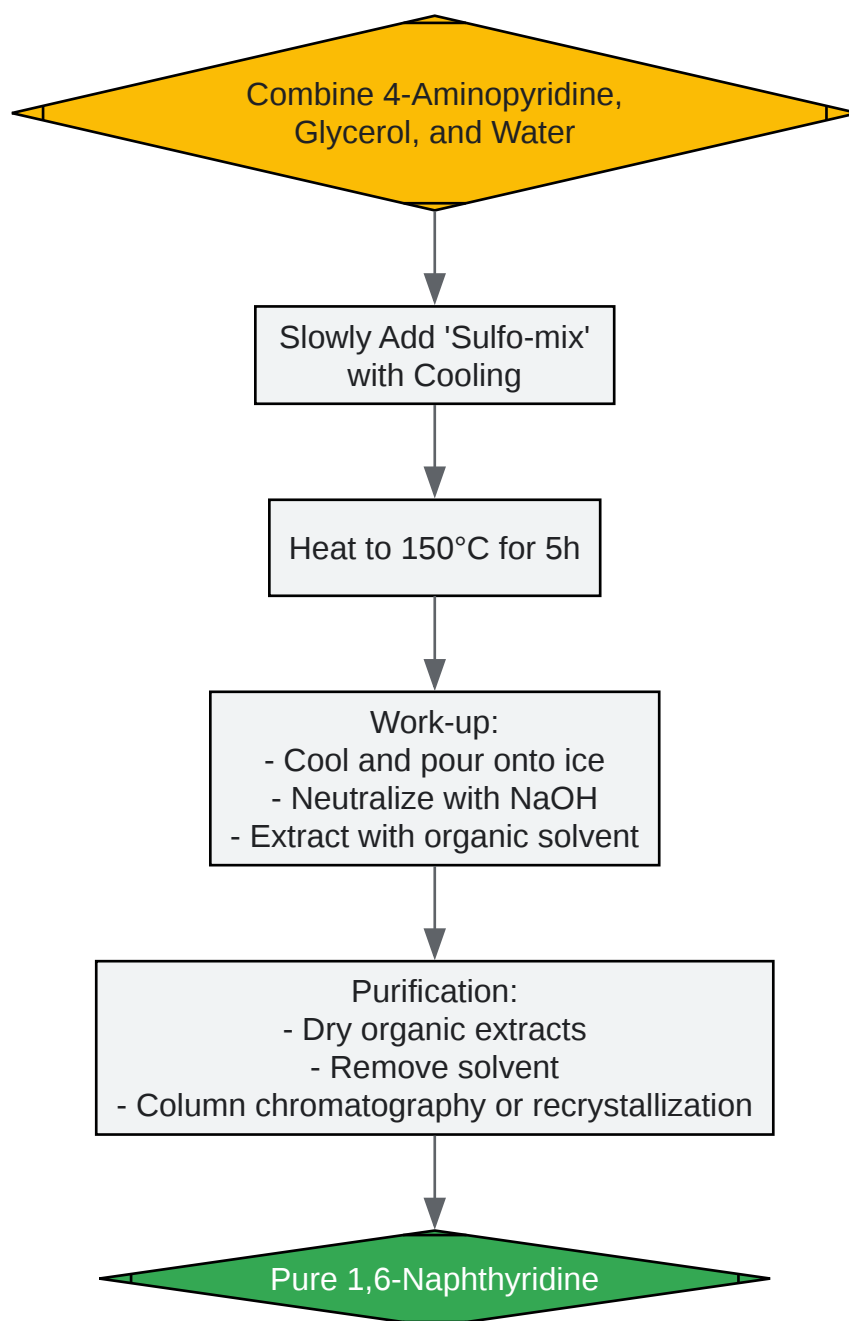 Combine 4-Aminopyridine,
Glycerol, and Water
Slowly Add 'Sulfo-mix'
with Cooling
Heat to 150°C for 5h
Work-up:
- Cool and pour onto ice
- Neutralize with NaOH
- Extract with organic solvent
Purification:
- Dry organic extracts
- Remove solvent
- Column chromatography or recrystallization
Pure 1,6-Naphthyridine